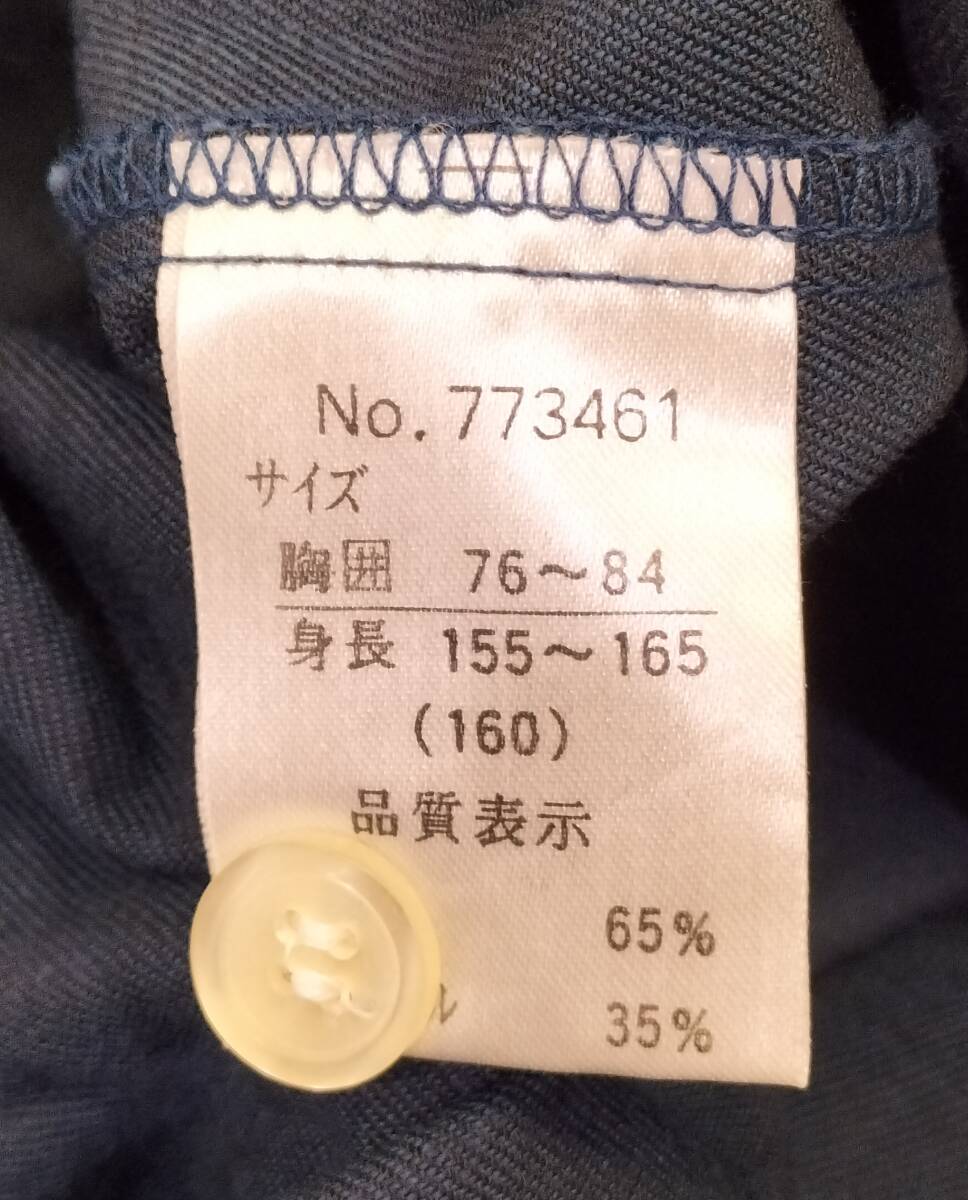 No.773461
サイズ
胸囲 76～84
身長 155～165
(160)
品質表示
65%
ル 35%